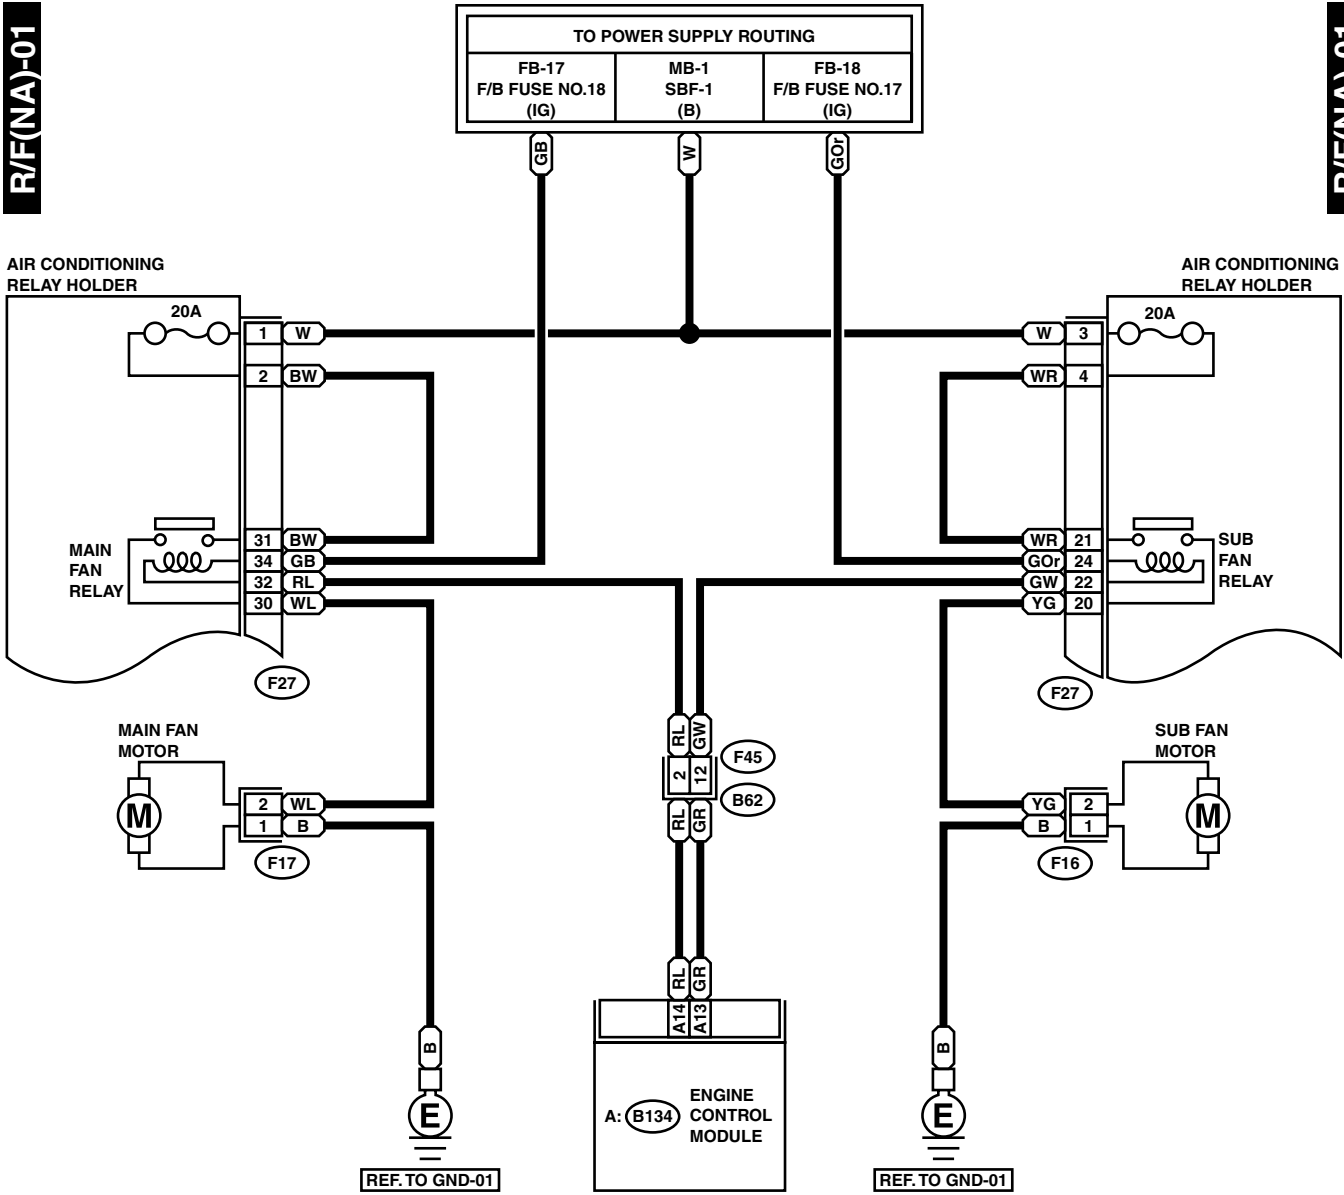 R/F(NA)-01
R/F(NA)-01
TO POWER SUPPLY ROUTING
FB-17
F/B FUSE NO.18
(IG)
MB-1
SBF-1
(B)
FB-18
F/B FUSE NO.17
(IG)
GB
W
GOr
AIR CONDITIONING
RELAY HOLDER
20A
1 W
2 BW
MAIN
FAN
RELAY
31 BW
34 GB
32 RL
30 WL
F27
AIR CONDITIONING
RELAY HOLDER
20A
W 3
WR 4
WR 21
GOr 24
GW 22
YG 20
SUB
FAN
RELAY
F27
MAIN FAN
MOTOR
M
2 WL
1 B
F17
RL GW
2 12
F45
B62
RL GR
SUB FAN
MOTOR
YG 2
B 1
M
F16
RL GR
A14 A13
A: B134
ENGINE
CONTROL
MODULE
B
E
REF. TO GND-01
B
E
REF. TO GND-01